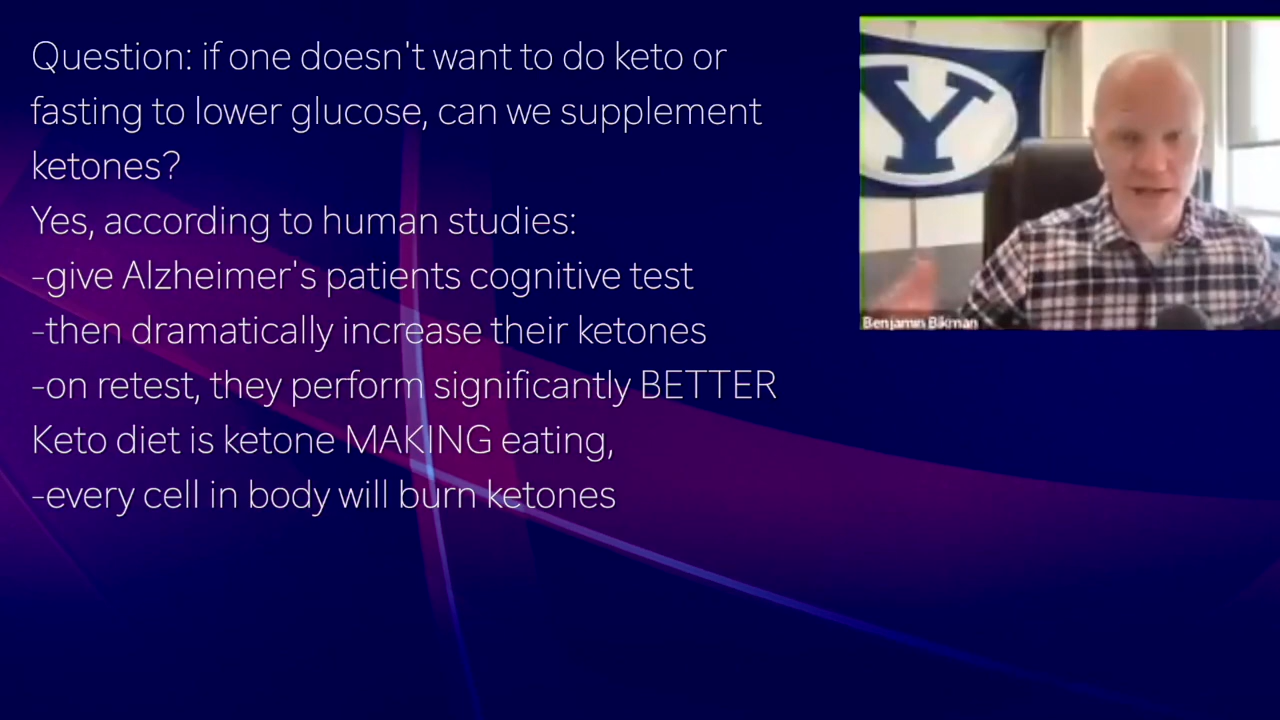 Question: if one doesn't want to do keto or
fasting to lower glucose, can we supplement
ketones?
Yes, according to human studies:
-give Alzheimer's patients cognitive test
-then dramatically increase their ketones
-on retest, they perform significantly BETTER
Keto diet is ketone MAKING eating,
-every cell in body will burn ketones
Y
Benjamin Bikman